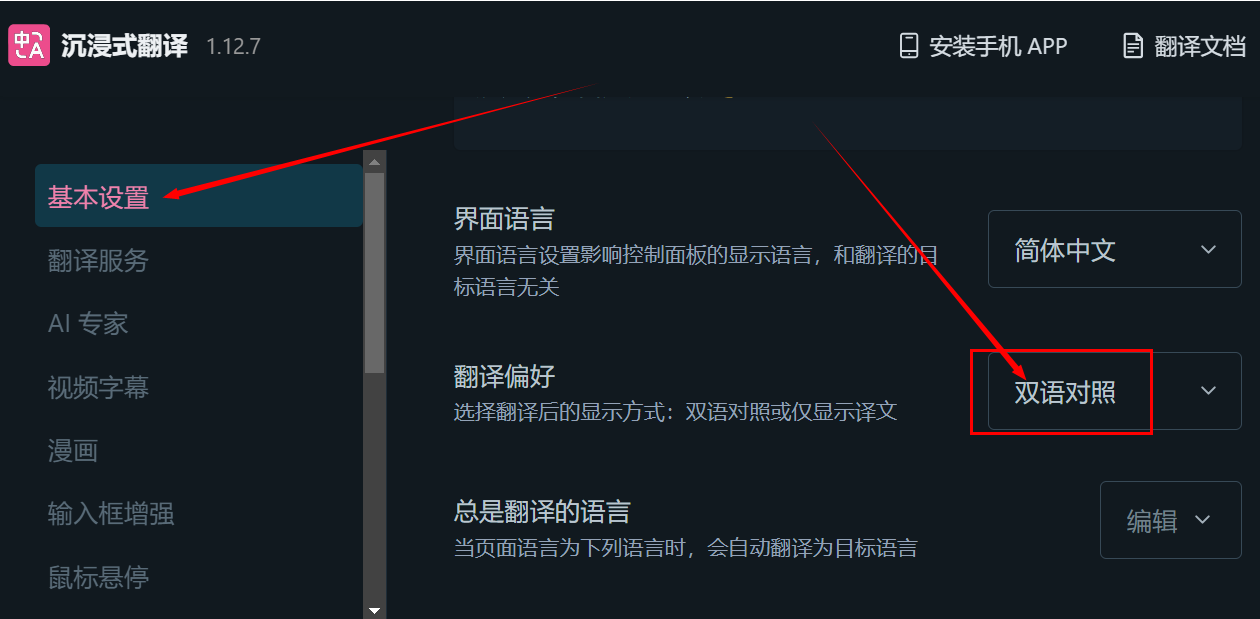 沉浸式翻译 1.12.7
安装手机 APP
翻译文档
基本设置
翻译服务
AI 专家
视频字幕
漫画
输入框增强
鼠标悬停
界面语言
界面语言设置影响控制面板的显示语言，和翻译的目
标语言无关
简体中文
翻译偏好
选择翻译后的显示方式：双语对照或仅显示译文
双语对照
总是翻译的语言
当页面语言为下列语言时，会自动翻译为目标语言
编辑